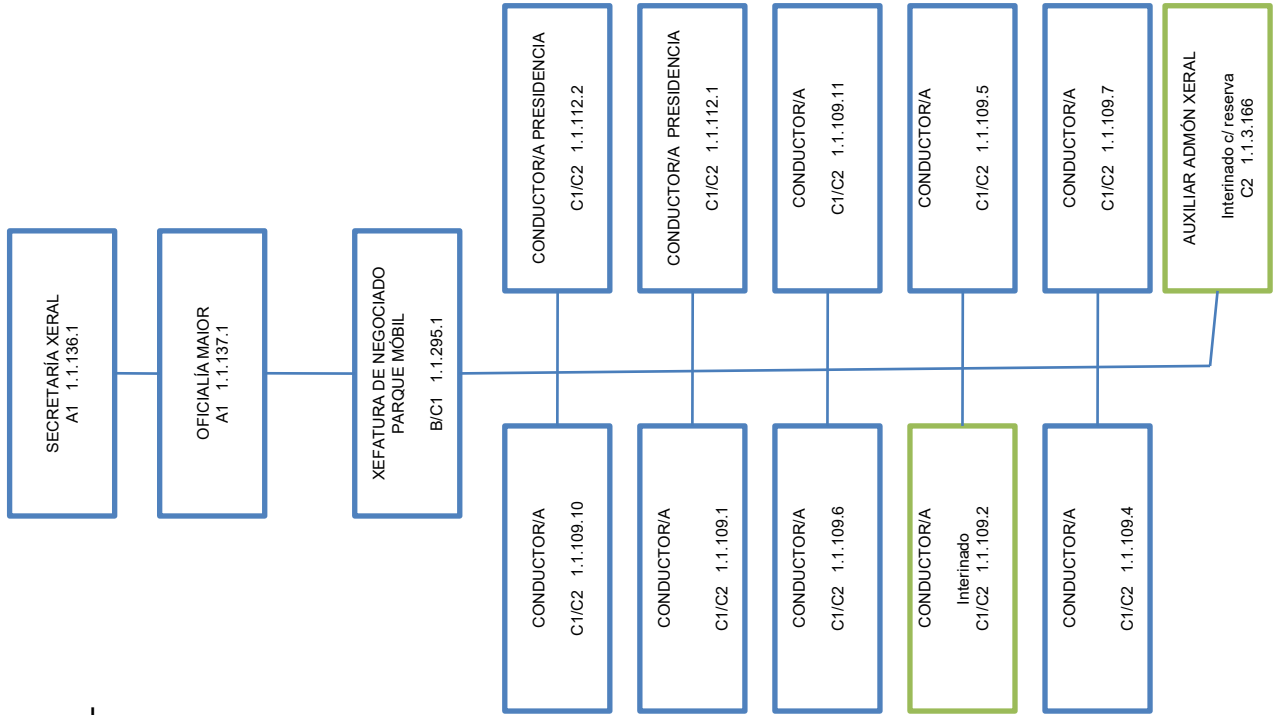 SECRETARÍA XERAL
A1 1.1.136.1
OFICIALÍA MAIOR
A1 1.1.137.1
XEFATURA DE NEGOCIADO
PARQUE MÓBIL
B/C1 1.1.295.1
CONDUCTOR/A
C1/C2 1.1.109.10
CONDUCTOR/A PRESIDENCIA
C1/C2 1.1.112.2
CONDUCTOR/A
C1/C2 1.1.109.1
CONDUCTOR/A PRESIDENCIA
C1/C2 1.1.112.1
CONDUCTOR/A
C1/C2 1.1.109.6
CONDUCTOR/A
C1/C2 1.1.109.11
CONDUCTOR/A
Interinado
C1/C2 1.1.109.2
CONDUCTOR/A
C1/C2 1.1.109.5
CONDUCTOR/A
C1/C2 1.1.109.4
CONDUCTOR/A
C1/C2 1.1.109.7
AUXILIAR ADMÓN XERAL
Interinado c/ reserva
C2 1.1.3.166